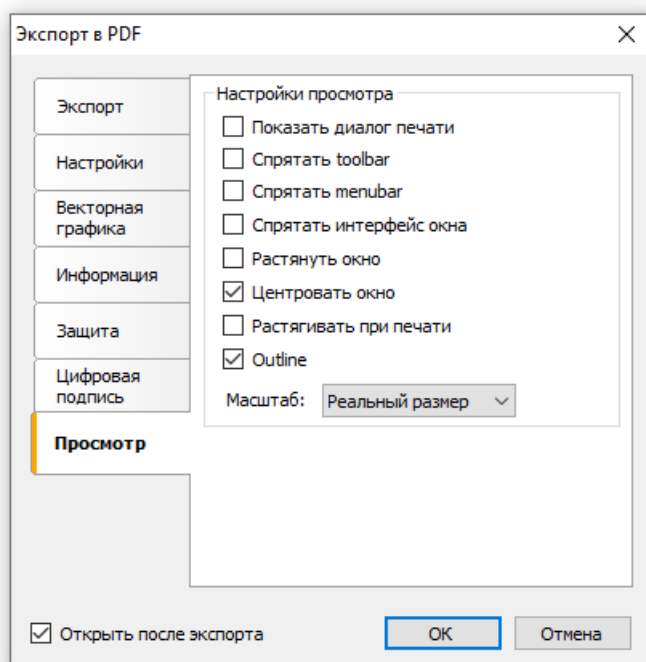 Экспорт в PDF
Экспорт
Настройки
Векторная
графика
Информация
Защита
Цифровая
подпись
Просмотр
Настройки просмотра
Показать диалог печати
Спрятать toolbar
Спрятать menubar
Спрятать интерфейс окна
Растянуть окно
Центровать окно
Растягивать при печати
Outline
Масштаб: Реальный размер
Открыть после экспорта
ОК Отмена